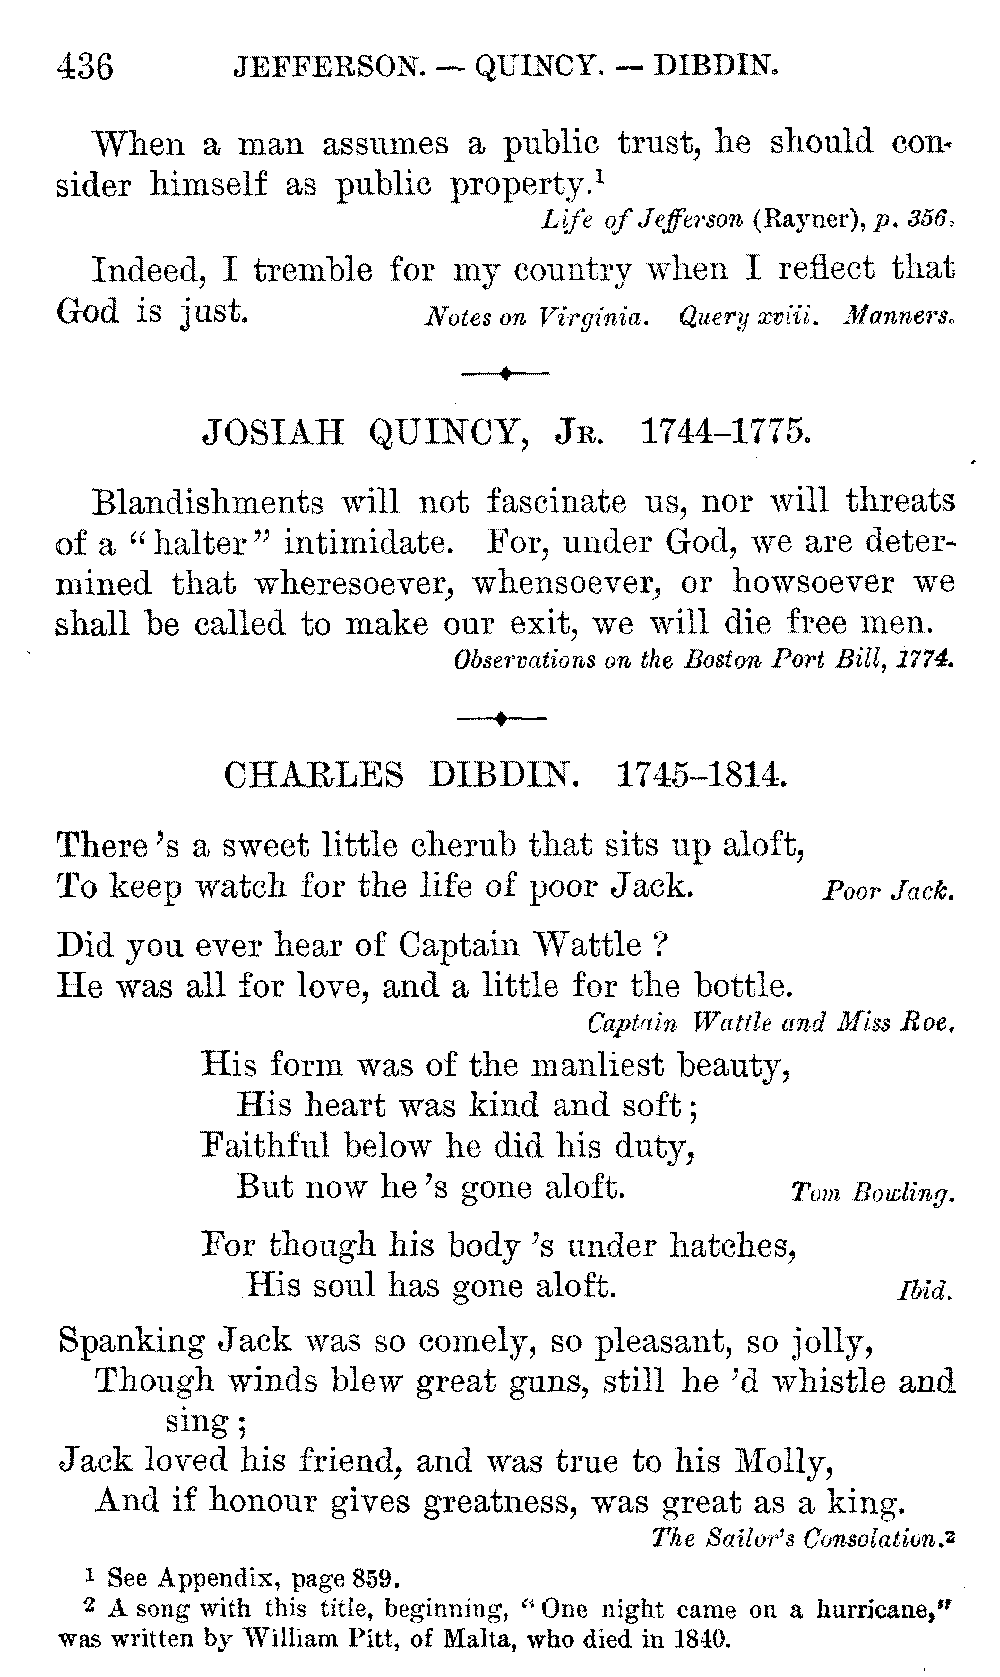 436 JEFFERSON. — QUINCY. — DIBDIN.
When a man assumes a public trust, he should con-
sider himself as public property.¹
Life of Jefferson (Rayner), p. 356.
Indeed, I tremble for my country when I reflect that
God is just. Notes on Virginia. Query xviii. Manners.
JOSIAH QUINCY, JR. 1744–1775.
Blandishments will not fascinate us, nor will threats
of a “halter” intimidate. For, under God, we are deter-
mined that wheresoever, whensoever, or howsoever we
shall be called to make our exit, we will die free men.
Observations on the Boston Port Bill, 1774.
CHARLES DIBDIN. 1745–1814.
There 's a sweet little cherub that sits up aloft,
To keep watch for the life of poor Jack. Poor Jack.
Did you ever hear of Captain Wattle ?
He was all for love, and a little for the bottle.
Captain Wattle and Miss Roe.
His form was of the manliest beauty,
His heart was kind and soft ;
Faithful below he did his duty,
But now he 's gone aloft. Tom Bowling.
For though his body 's under hatches,
His soul has gone aloft. Ibid.
Spanking Jack was so comely, so pleasant, so jolly,
Though winds blew great guns, still he 'd whistle and
sing ;
Jack loved his friend, and was true to his Molly,
And if honour gives greatness, was great as a king.
The Sailor's Consolation.²
¹ See Appendix, page 859.
² A song with this title, beginning, “One night came on a hurricane,”
was written by William Pitt, of Malta, who died in 1840.